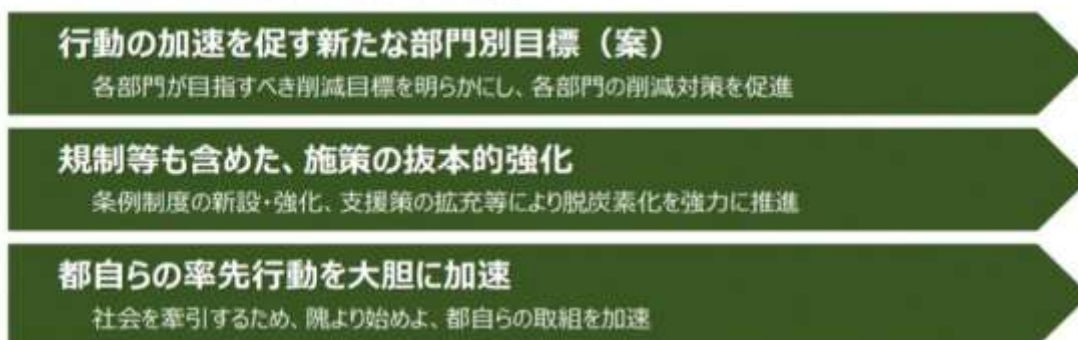 行動の加速を促す新たな部門別目標（案）
各部門が目指すべき削減目標を明らかにし、各部門の削減対策を促進
規制等も含めた、施策の抜本的強化
条例制度の新設・強化、支援策の拡充等により脱炭素化を強力に推進
都自らの率先行動を大胆に加速
社会を牽引するため、隗より始めよ、都自らの取組を加速